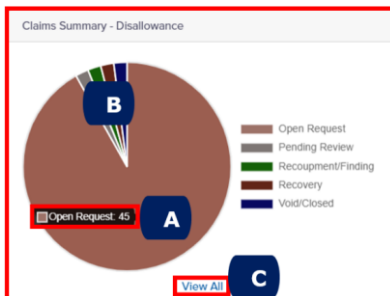 Claims Summary - Disallowance
B
Open Request
Pending Review
Recoupment/Finding
Recovery
Void/Closed
Open Request: 45
A
View All
C